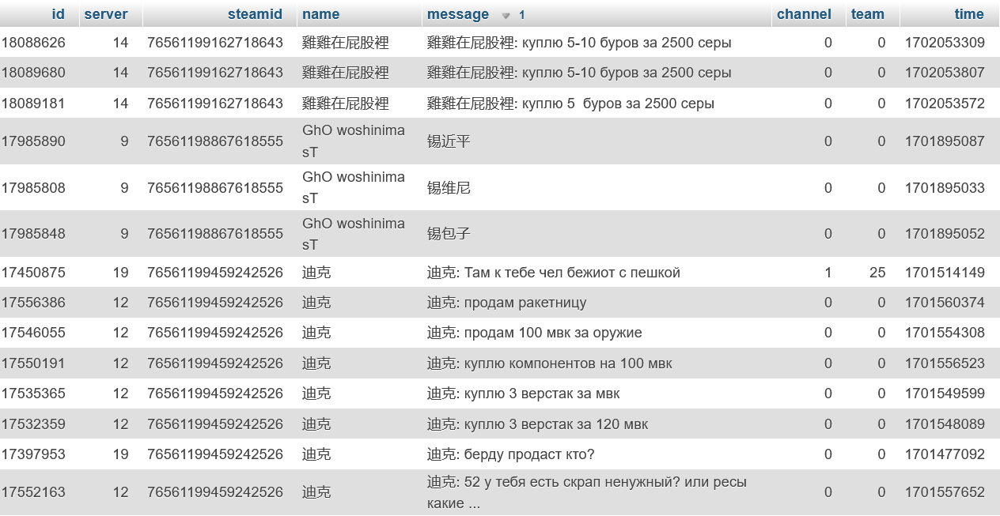 id server steamid name message 1 channel team time
18088626 14 76561199162718643 雞雞在屁股裡 雞雞在屁股裡: куплю 5-10 буров за 2500 серы 0 0 1702053309
18089680 14 76561199162718643 雞雞在屁股裡 雞雞在屁股裡: куплю 5-10 буров за 2500 серы 0 0 1702053807
18089181 14 76561199162718643 雞雞在屁股裡 雞雞在屁股裡: куплю 5  буров за 2500 серы 0 0 1702053572
17985890 9 76561198867618555 GhO woshinima
sT 锡近平 0 0 1701895087
17985808 9 76561198867618555 GhO woshinima
sT 锡维尼 0 0 1701895033
17985848 9 76561198867618555 GhO woshinima
sT 锡包子 0 0 1701895052
17450875 19 76561199459242526 迪克 迪克: Там к тебе чел бежиот с пешкой 1 25 1701514149
17556386 12 76561199459242526 迪克 迪克: продам ракетницу 0 0 1701560374
17546055 12 76561199459242526 迪克 迪克: продам 100 мвк за оружие 0 0 1701554308
17550191 12 76561199459242526 迪克 迪克: куплю компонентов на 100 мвк 0 0 1701556523
17535365 12 76561199459242526 迪克 迪克: куплю 3 верстак за мвк 0 0 1701549599
17532359 12 76561199459242526 迪克 迪克: куплю 3 верстак за 120 мвк 0 0 1701548089
17397953 19 76561199459242526 迪克 迪克: берду продаст кто? 0 0 1701477092
17552163 12 76561199459242526 迪克 迪克: 52 у тебя есть скрап ненужный? или ресы
какие ... 0 0 1701557652